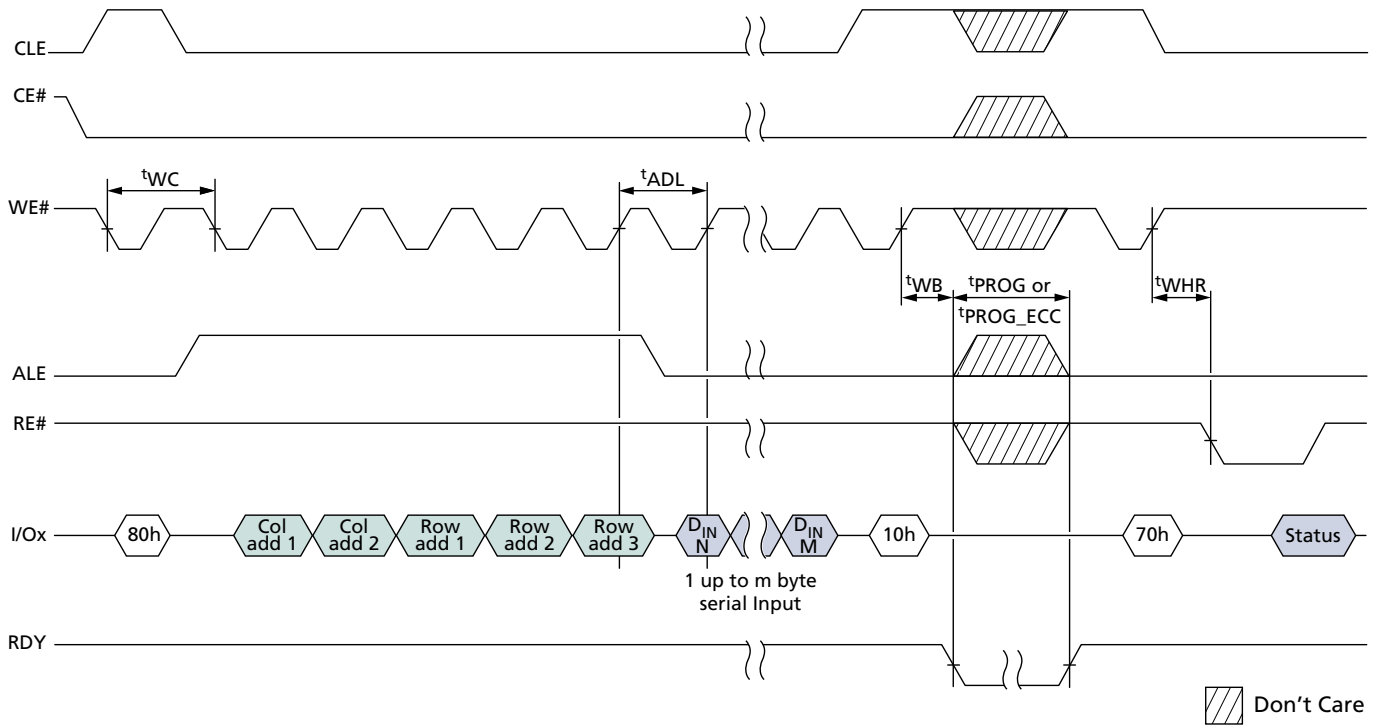 CLE
CE#
tWC
tADL
WE#
tWB
tPROG or
tPROG_ECC
tWHR
ALE
RE#
I/Ox
80h
Col
add 1
Col
add 2
Row
add 1
Row
add 2
Row
add 3
DIN
N
DIN
M
10h
70h
Status
1 up to m byte
serial Input
RDY
Don't Care